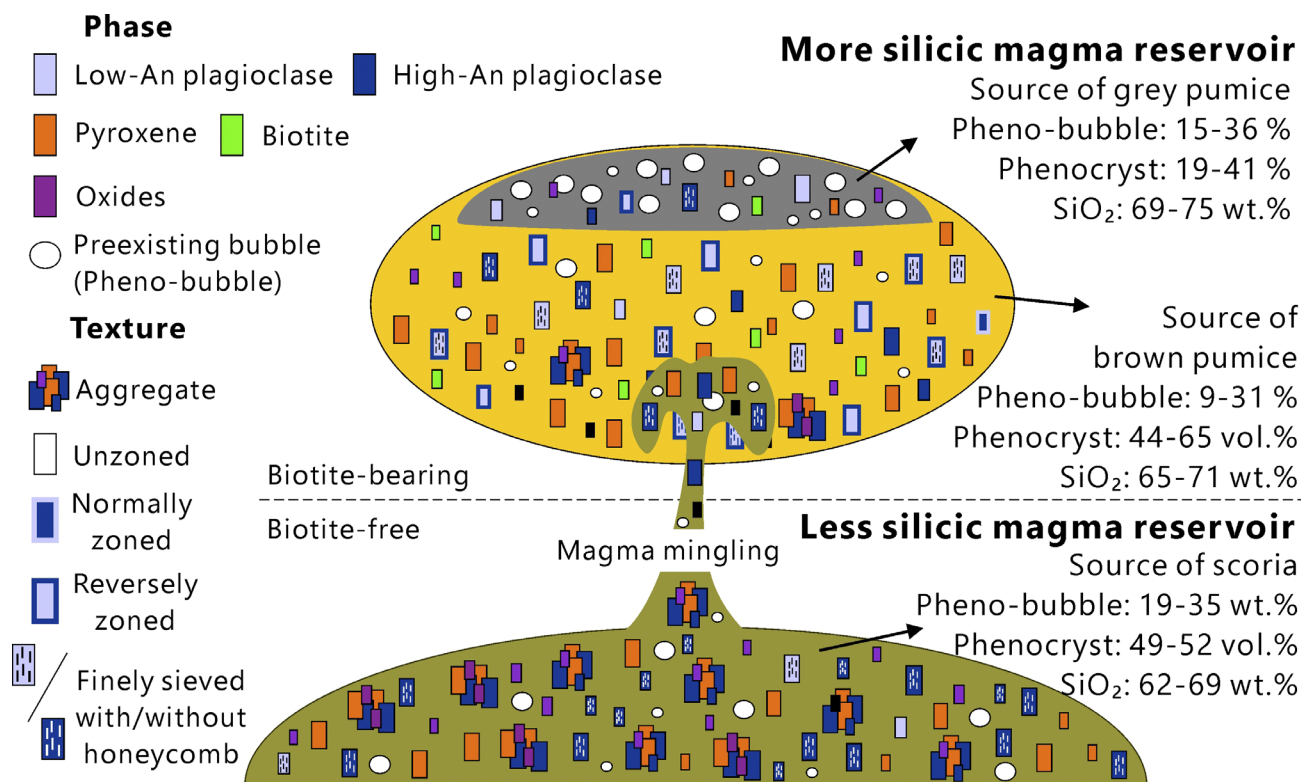 Phase
Low-An plagioclase
High-An plagioclase
Pyroxene
Biotite
Oxides
Preexisting bubble
(Pheno-bubble)
Texture
Aggregate
Unzoned
Normally
zoned
Reversely
zoned
Finely sieved
with/without
honeycomb
More silicic magma reservoir
Source of grey pumice
Pheno-bubble: 15-36 %
Phenocryst: 19-41 %
SiO₂: 69-75 wt.%
Source of
brown pumice
Pheno-bubble: 9-31 %
Phenocryst: 44-65 vol.%
SiO₂: 65-71 wt.%
Biotite-bearing
Biotite-free
Magma mingling
Less silicic magma reservoir
Source of scoria
Pheno-bubble: 19-35 wt.%
Phenocryst: 49-52 vol.%
SiO₂: 62-69 wt.%